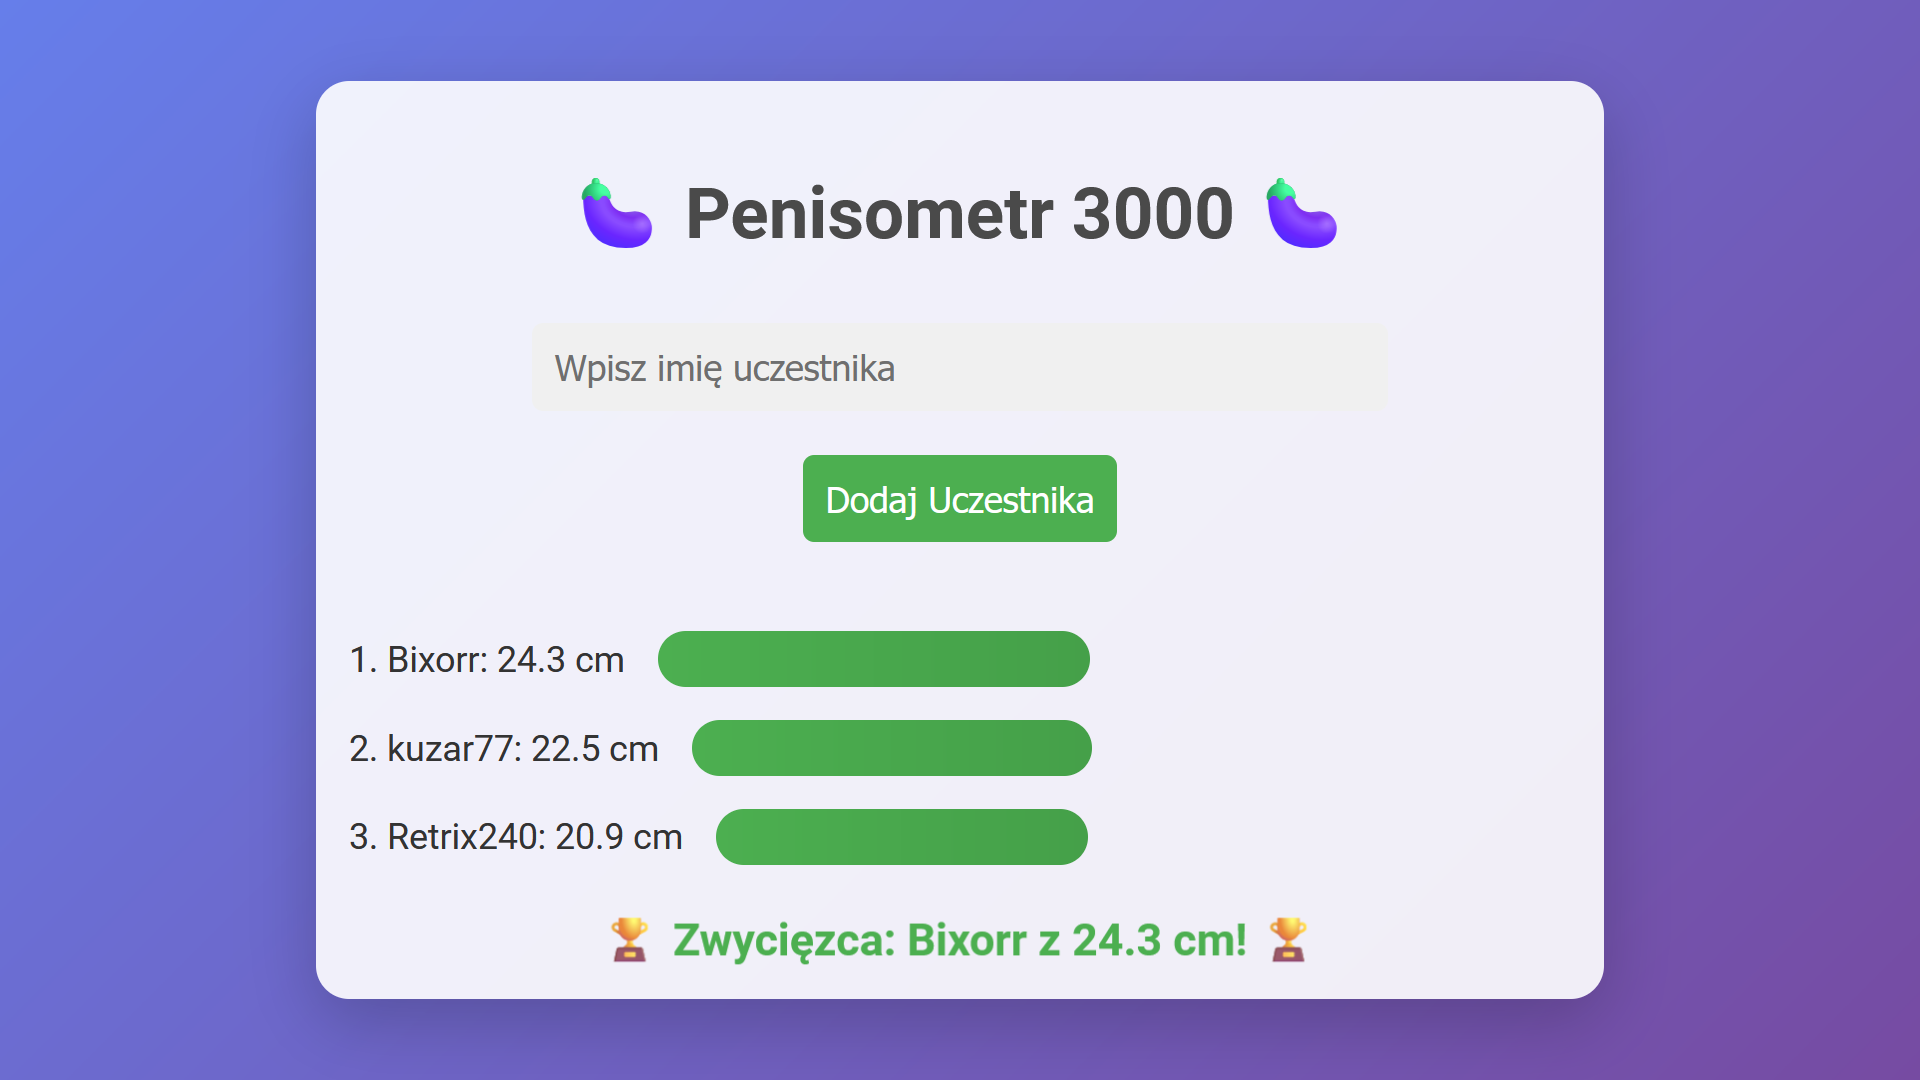 🍆 Penisometr 3000 🍆
Wpisz imię uczestnika
Dodaj Uczestnika
1. Bixorr: 24.3 cm
2. kuzar77: 22.5 cm
3. Retrix240: 20.9 cm
🏆 Zwycięzca: Bixorr z 24.3 cm! 🏆